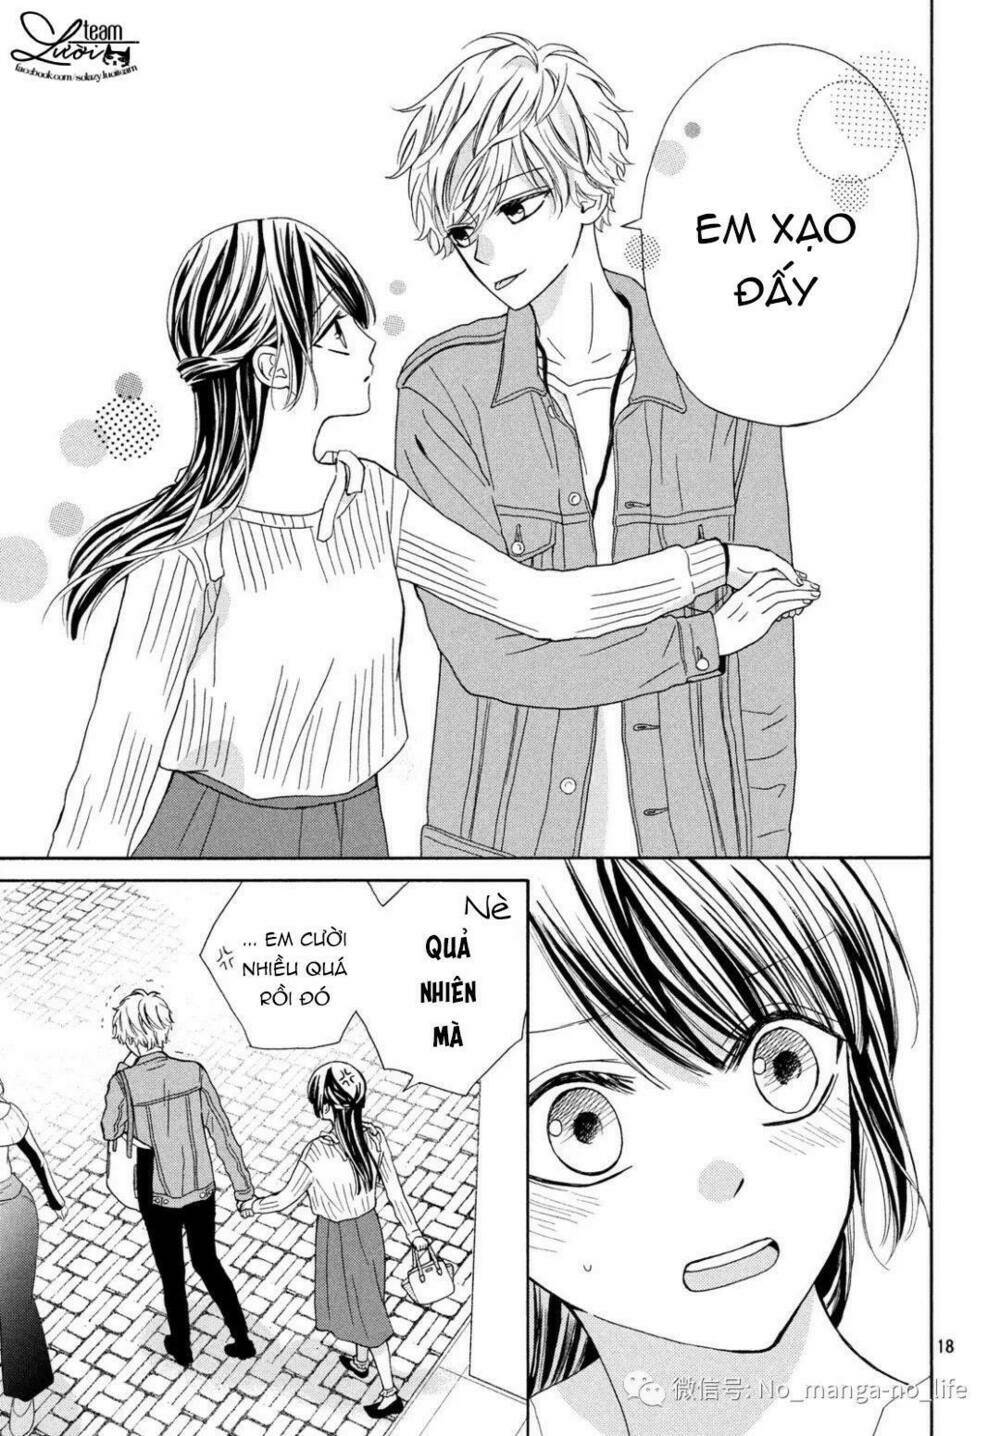 team
Lười
facebook.com/solazy.luoiteam
EM XẠO
ĐẤY
Nè
QUẢ
NHIÊN
MÀ
... EM CƯỜI
NHIỀU QUÁ
RỒI ĐÓ
18
微信号: No_manga-no_life